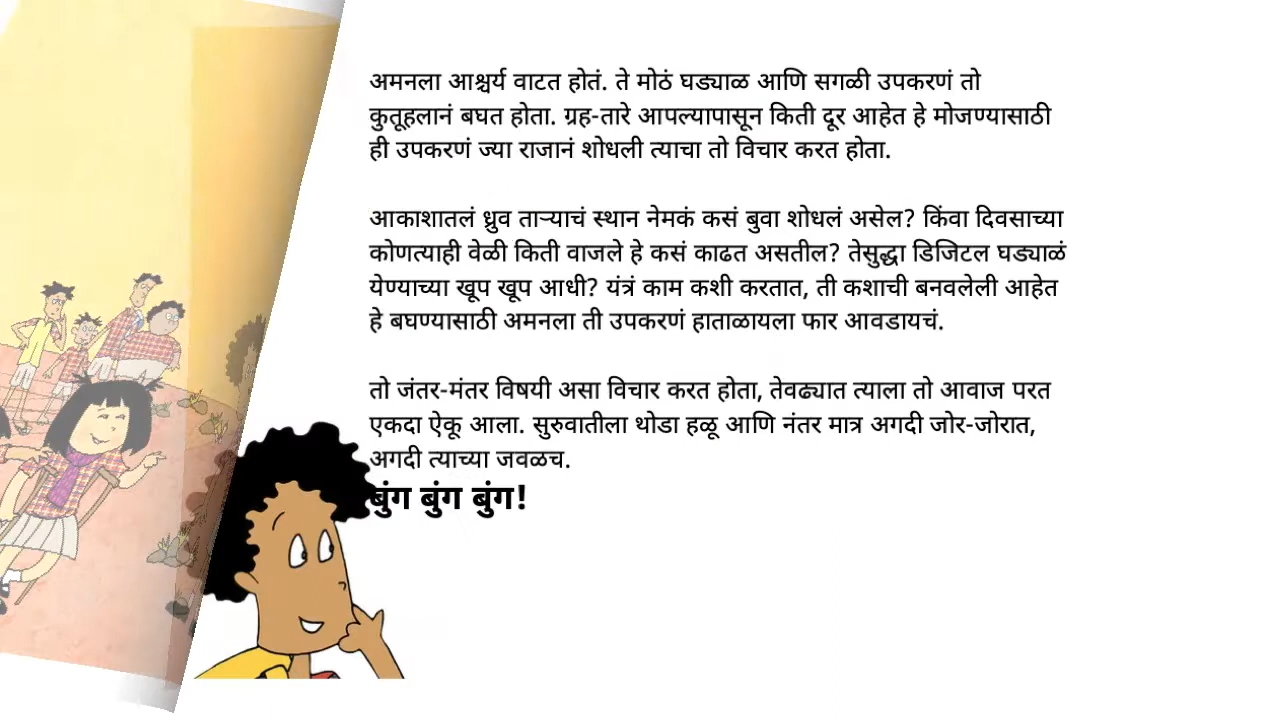 अमनला आश्चर्य वाटत होतं. ते मोठं घड्याळ आणि सगळी उपकरणं तो
कुतूहलानं बघत होता. ग्रह-तारे आपल्यापासून किती दूर आहेत हे मोजण्यासाठी
ही उपकरणं ज्या राजानं शोधली त्याचा तो विचार करत होता.
आकाशातलं ध्रुव ताऱ्याचं स्थान नेमकं कसं बुवा शोधलं असेल? किंवा दिवसाच्या
कोणत्याही वेळी किती वाजले हे कसं काढत असतील? तेसुद्धा डिजिटल घड्याळं
येण्याच्या खूप खूप आधी? यंत्रं काम कशी करतात, ती कशाची बनवलेली आहेत
हे बघण्यासाठी अमनला ती उपकरणं हाताळायला फार आवडायचं.
तो जंतर-मंतर विषयी असा विचार करत होता, तेवढ्यात त्याला तो आवाज परत
एकदा ऐकू आला. सुरुवातीला थोडा हळू आणि नंतर मात्र अगदी जोर-जोरात,
अगदी त्याच्या जवळच.
बुंग बुंग बुंग!